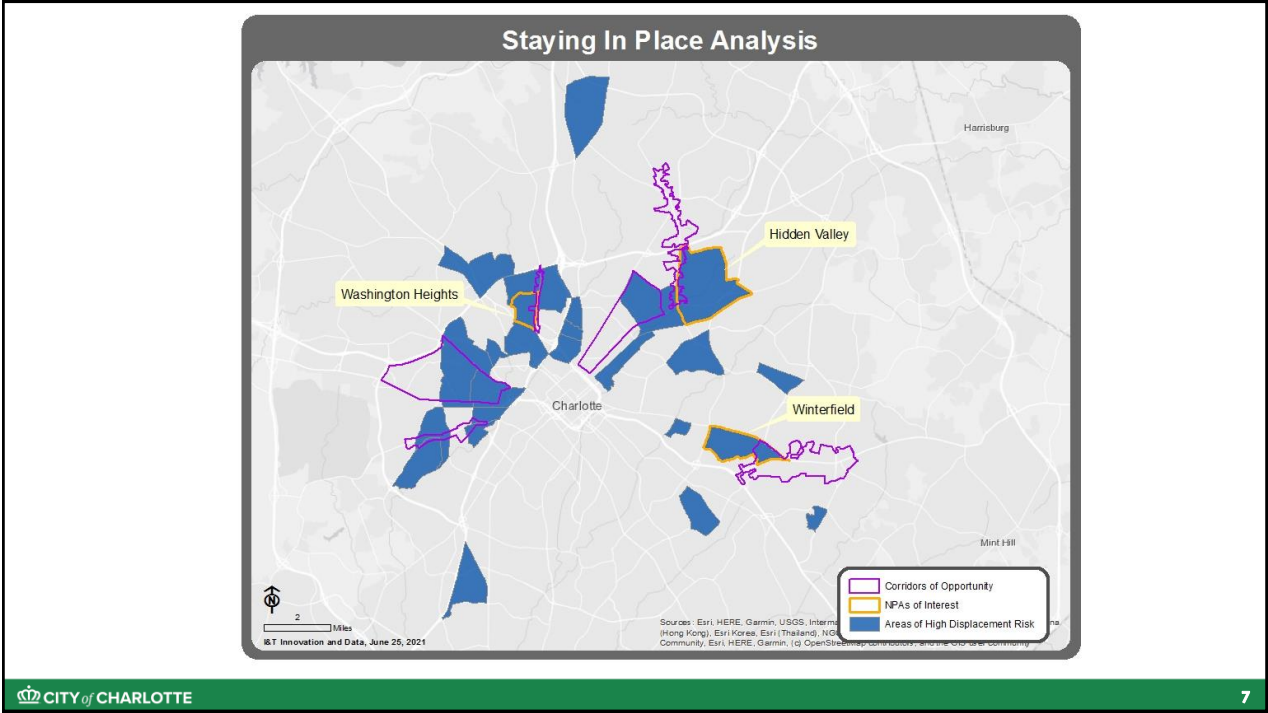 Staying In Place Analysis
Harrisburg
Hidden Valley
Washington Heights
Charlotte
Winterfield
Mint Hill
N
2
Miles
I&T Innovation and Data, June 25, 2021
Corridors of Opportunity
NPAs of Interest
Areas of High Displacement Risk
Sources: Esri, HERE, Garmin, USGS,
(Hong Kong), Esri Korea, Esri (Thailand),
Community, Esri, HERE, Garmin, (c) OpenStreetMap contributors, and the GIS user community
CITY of CHARLOTTE
7